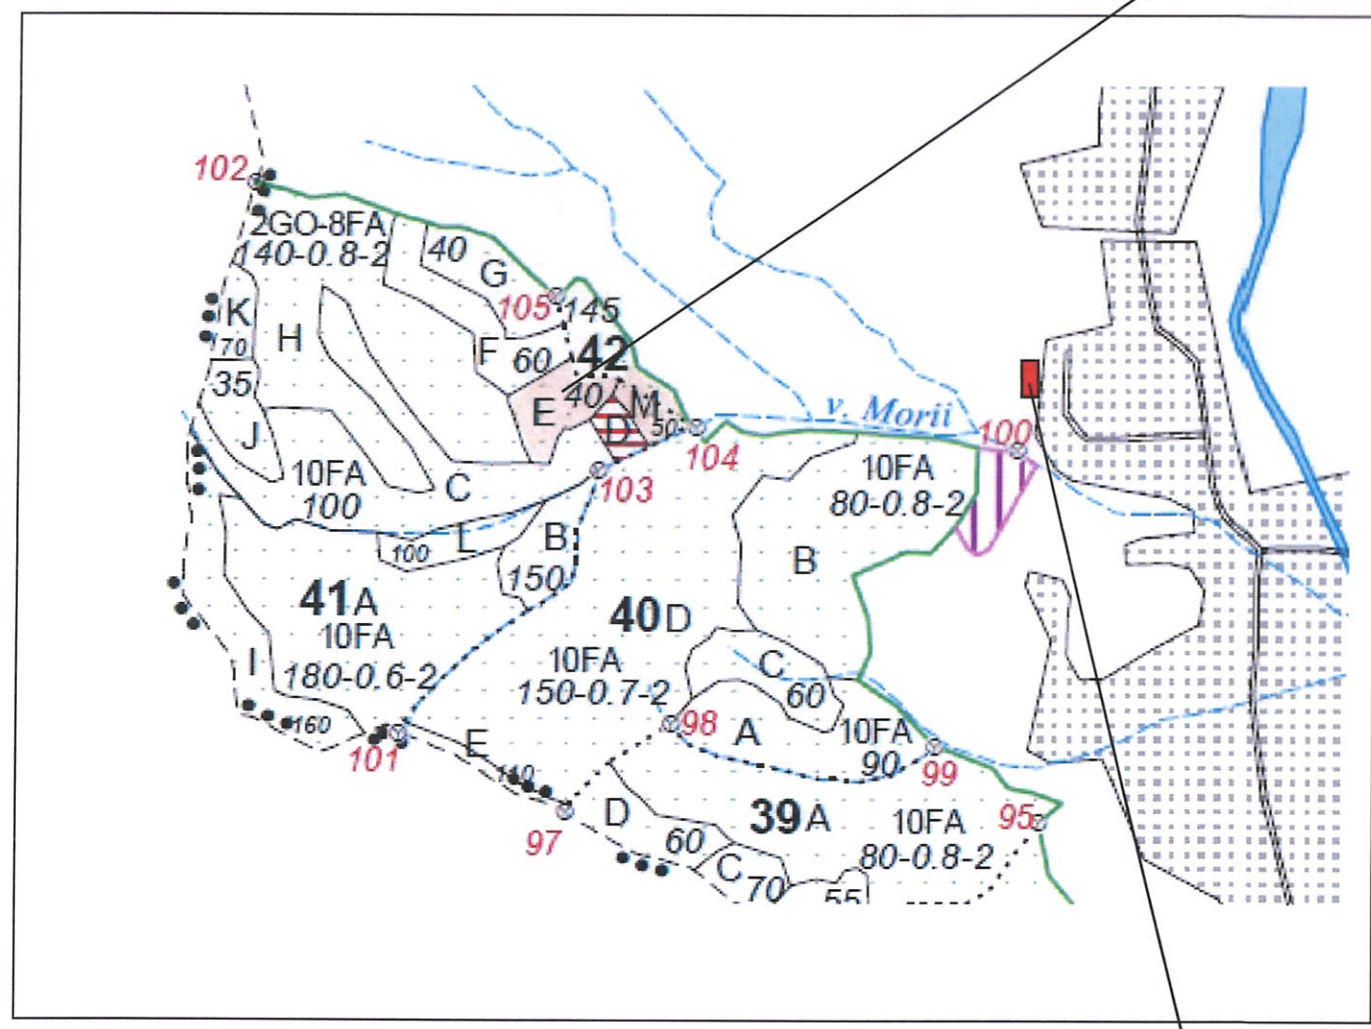 102
2GO-8FA
140-0.8-2
40
G
105
145
K
70
H
F
60
42
35
40
E
M
50
D
v. Morii
100
J
104
10FA
100
C
103
10FA
80-0.8-2
100
L
B
150
B
41A
10FA
180-0.6-2
40D
10FA
150-0.7-2
I
C
60
160
98
A
10FA
90
101
E
110
99
D
39A
10FA
80-0.8-2
95
97
60
C
70
55